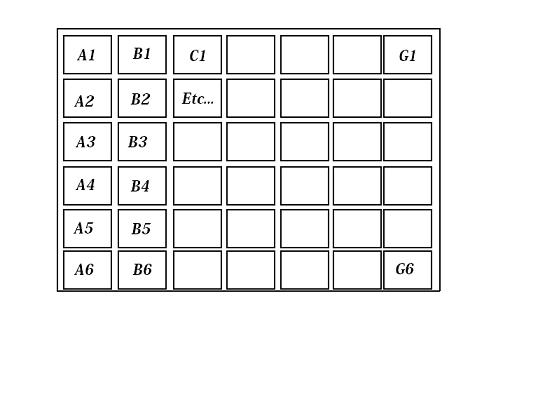 A1 B1 C1 G1
A2 B2 Etc...
A3 B3
A4 B4
A5 B5
A6 B6 G6